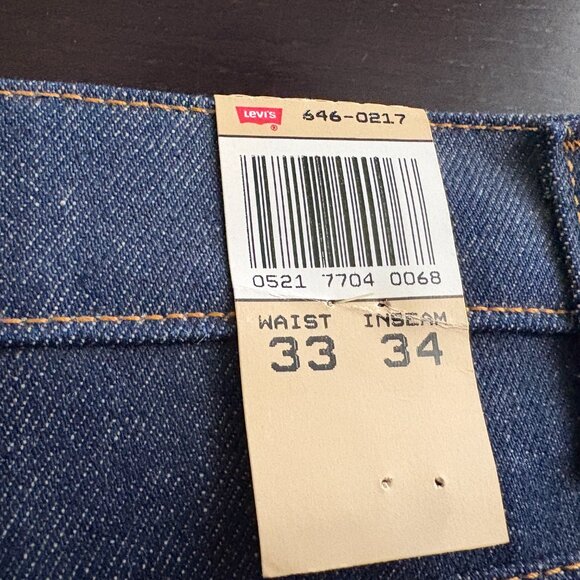 Levi's ® 646-0217
0521 7704 0068
WAIST INSEAM
33 34